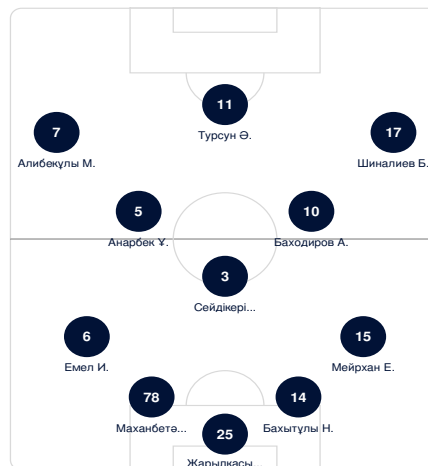 11
Турсун Ә.
7
Алибекұлы М.
17
Шиналиев Б.
5
Анарбек Ұ.
10
Баходиров А.
3
Сейдікері...
6
Емел И.
15
Мейрхан Е.
78
Маханбетә...
14
Бахытұлы Н.
25
Жарылқасы...